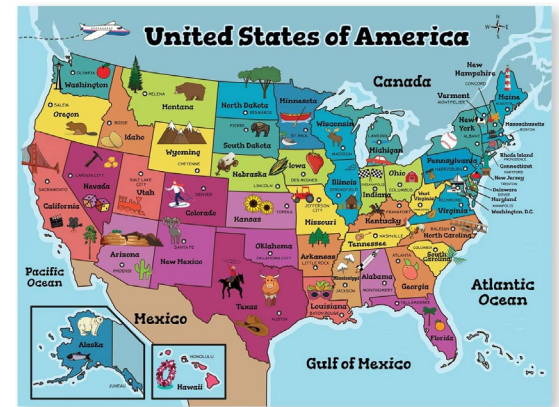 United States of America
N
W
E
S
Canada
New
Hampshire
CONCORD
Vermont
MONTPELIER
Maine
OLYMPIA
Washington
HELENA
Montana
North Dakota
BISMARCK
Minnesota
ST. PAUL
SALEM
Oregon
BOISE
Idaho
Wyoming
CHEYENNE
PIERRE
South Dakota
Wisconsin
MADISON
LANSING
Michigan
New
York
ALBANY
Massachusetts
BOSTON
Rhode Island
PROVIDENCE
Connecticut
HARTFORD
New Jersey
TRENTON
Delaware
DOVER
Maryland
ANNAPOLIS
Washington, D.C.
Pennsylvania
HARRISBURG
Nebraska
LINCOLN
Iowa
DES MOINES
Illinois
Indiana
Ohio
West
Virginia
RICHMOND
Virginia
SACRAMENTO
California
CARSON CITY
Nevada
SALT LAKE
CITY
Utah
DENVER
Colorado
Kansas
TOPEKA
JEFFERSON
CITY
Missouri
FRANKFORT
Kentucky
RALEIGH
North Carolina
NASHVILLE
Tennessee
COLUMBIA
South
Carolina
Arizona
PHOENIX
SANTA FE
New Mexico
Oklahoma
OKLAHOMA CITY
Arkansas
LITTLE ROCK
Mississippi
JACKSON
Alabama
MONTGOMERY
ATLANTA
Georgia
Texas
AUSTIN
Louisiana
BATON ROUGE
TALLAHASSEE
Florida
Pacific
Ocean
Atlantic
Ocean
Mexico
Gulf of Mexico
Alaska
JUNEAU
HONOLULU
Hawaii